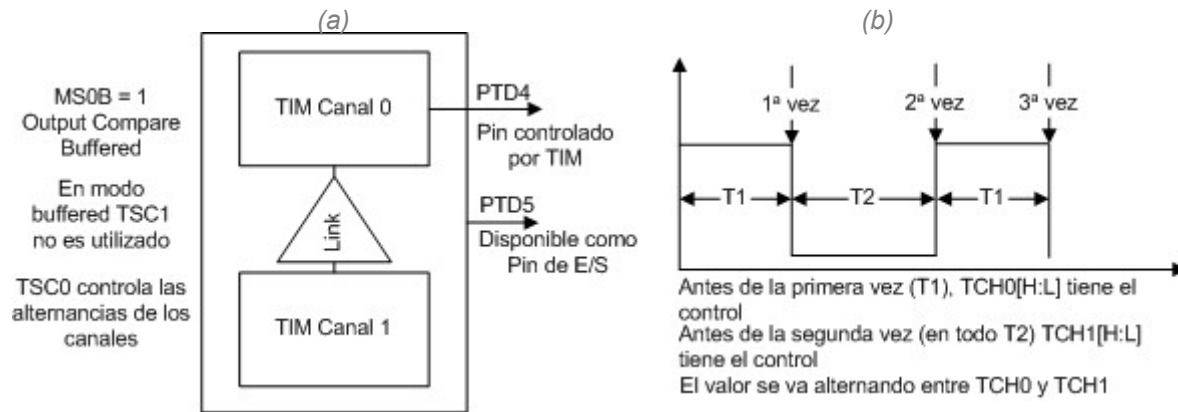 (a)
MS0B = 1
Output Compare
Buffered
En modo
buffered TSC1
no es utilizado
TSC0 controla las
alternancias de los
canales
TIM Canal 0
Link
TIM Canal 1
PTD4
Pin controlado
por TIM
PTD5
Disponible como
Pin de E/S
(b)
1ª vez
2ª vez
3ª vez
T1
T2
T1
Antes de la primera vez (T1), TCH0[H:L] tiene el
control
Antes de la segunda vez (en todo T2) TCH1[H:L]
tiene el control
El valor se va alternando entre TCH0 y TCH1